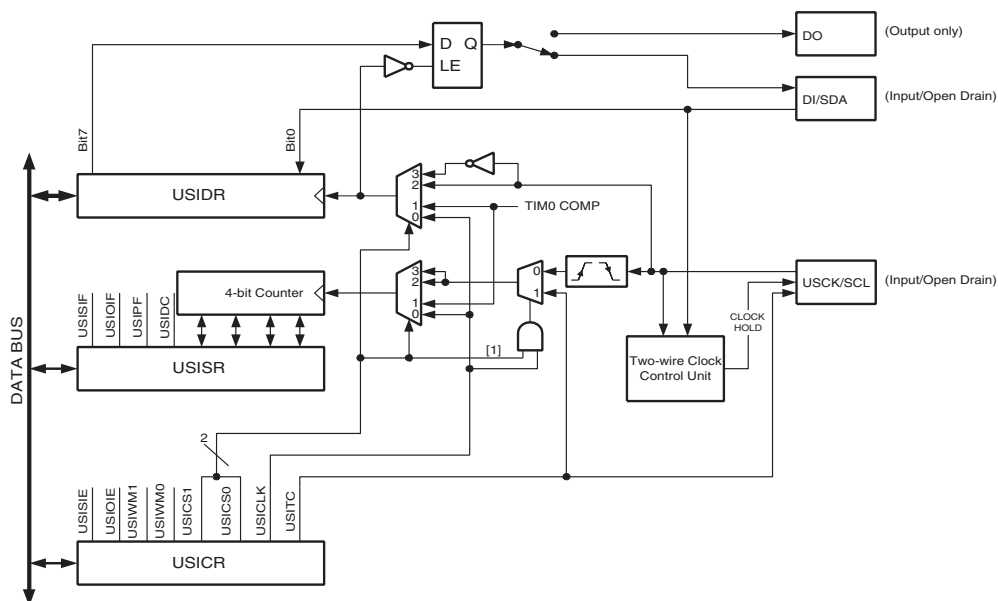 D Q
LE
DO
(Output only)
DI/SDA
(Input/Open Drain)
Bit7
Bit0
USIDR
3
2
1
0
TIM0 COMP
DATA BUS
USISIF
USIOIF
USIPF
USIDC
4-bit Counter
USISR
3
2
1
0
0
1
[1]
USCK/SCL
(Input/Open Drain)
CLOCK
HOLD
Two-wire Clock
Control Unit
2
USISIE
USIOIE
USIWM1
USIWM0
USICS1
USICS0
USICLK
USITC
USICR